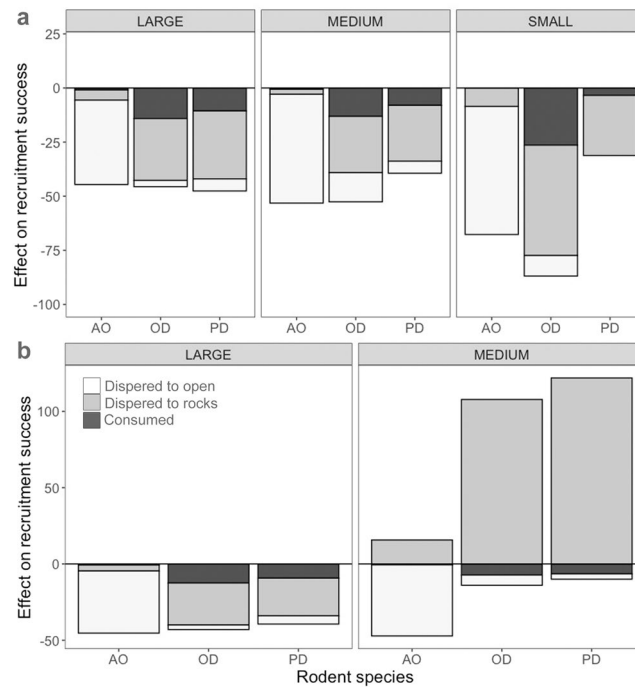 a
LARGE MEDIUM SMALL
25
0
-25
-50
-75
-100
Effect on recruitment success
AO OD PD AO OD PD AO OD PD
b
LARGE MEDIUM
Dispered to open
Dispered to rocks
Consumed
100
50
0
-50
Effect on recruitment success
AO OD PD AO OD PD
Rodent species